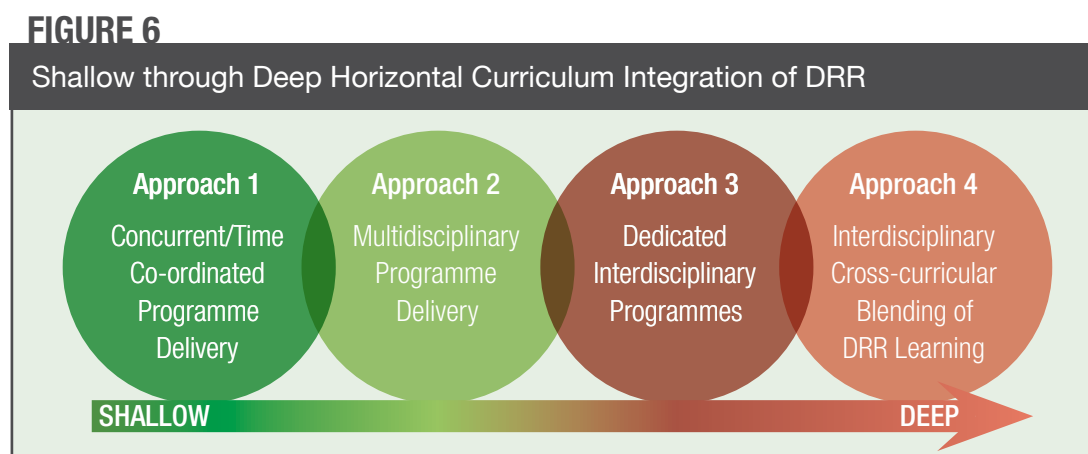 FIGURE 6
Shallow through Deep Horizontal Curriculum Integration of DRR
Approach 1
Concurrent/Time
Co-ordinated
Programme
Delivery
Approach 2
Multidisciplinary
Programme
Delivery
Approach 3
Dedicated
Interdisciplinary
Programmes
Approach 4
Interdisciplinary
Cross-curricular
Blending of
DRR Learning
SHALLOW
DEEP